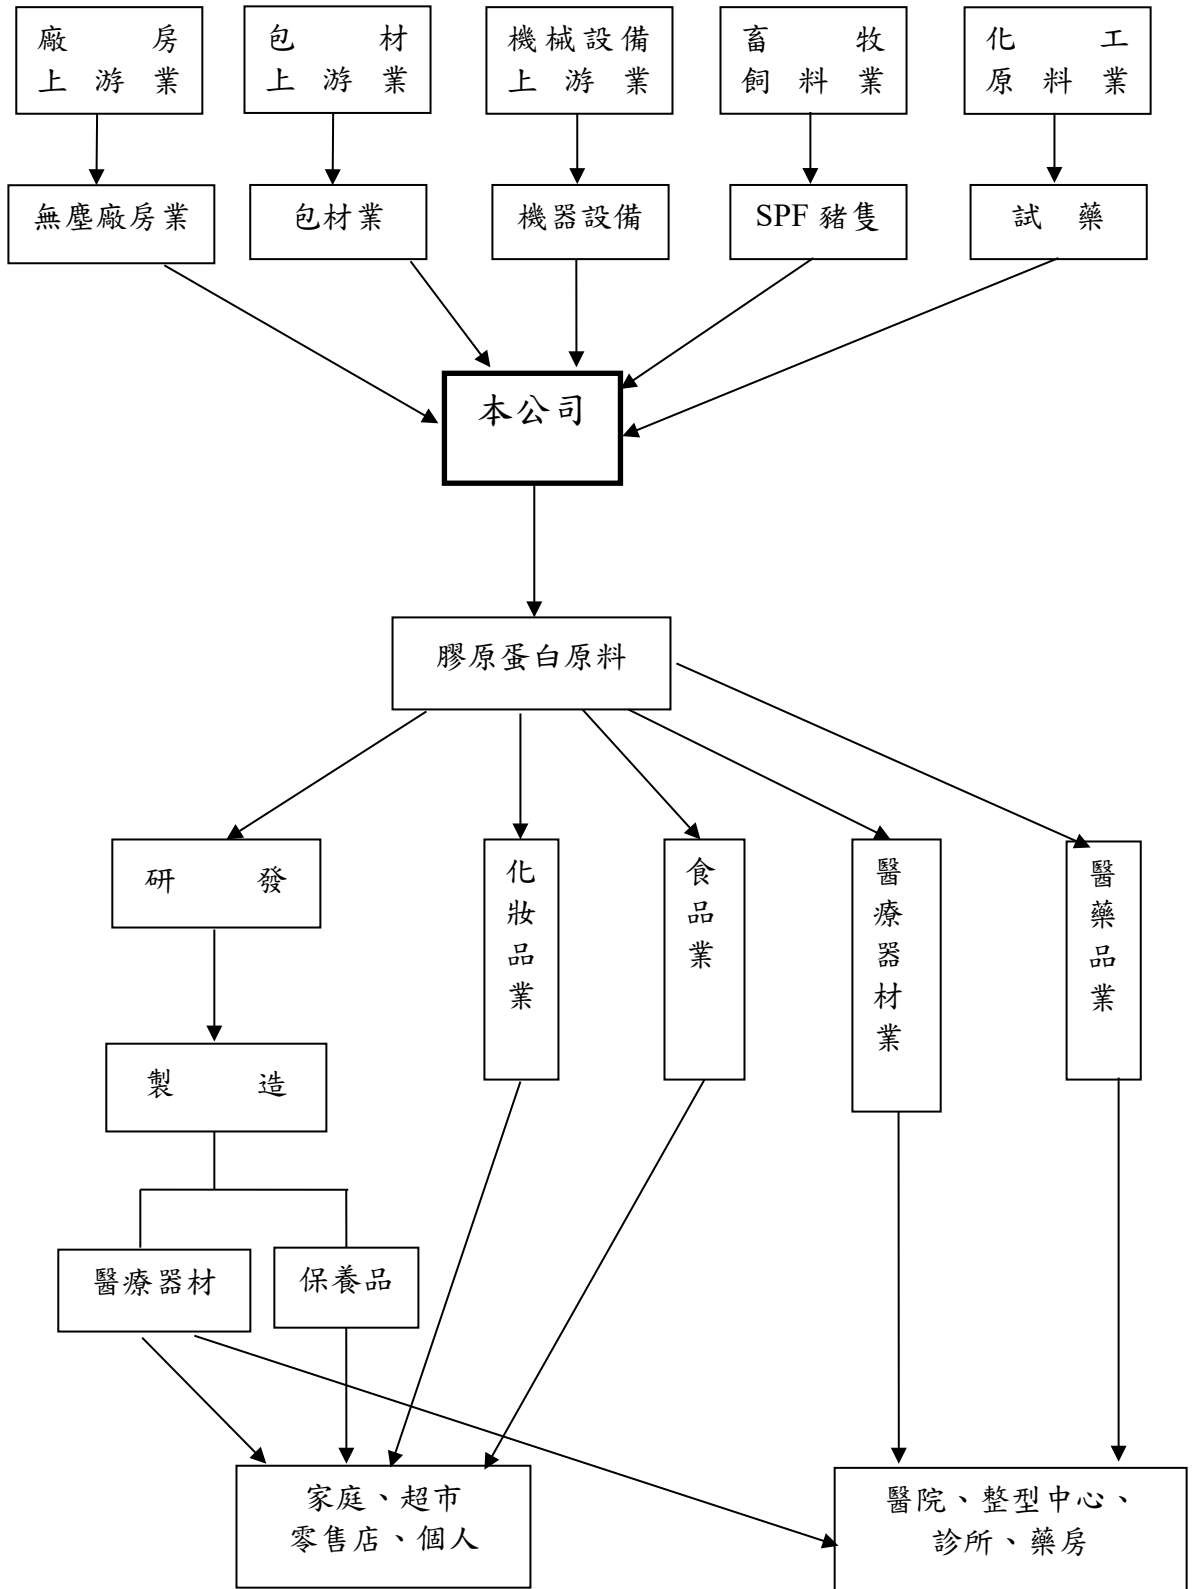 廠房
上游業
包材
上游業
機械設備
上游業
畜牧
飼料業
化工
原料業
無塵廠房業
包材業
機器設備
SPF 豬隻
試藥
本公司
膠原蛋白原料
研發
化妝品業
食品業
醫療器材業
醫藥品業
製造
醫療器材
保養品
家庭、超市
零售店、個人
醫院、整型中心、
診所、藥房